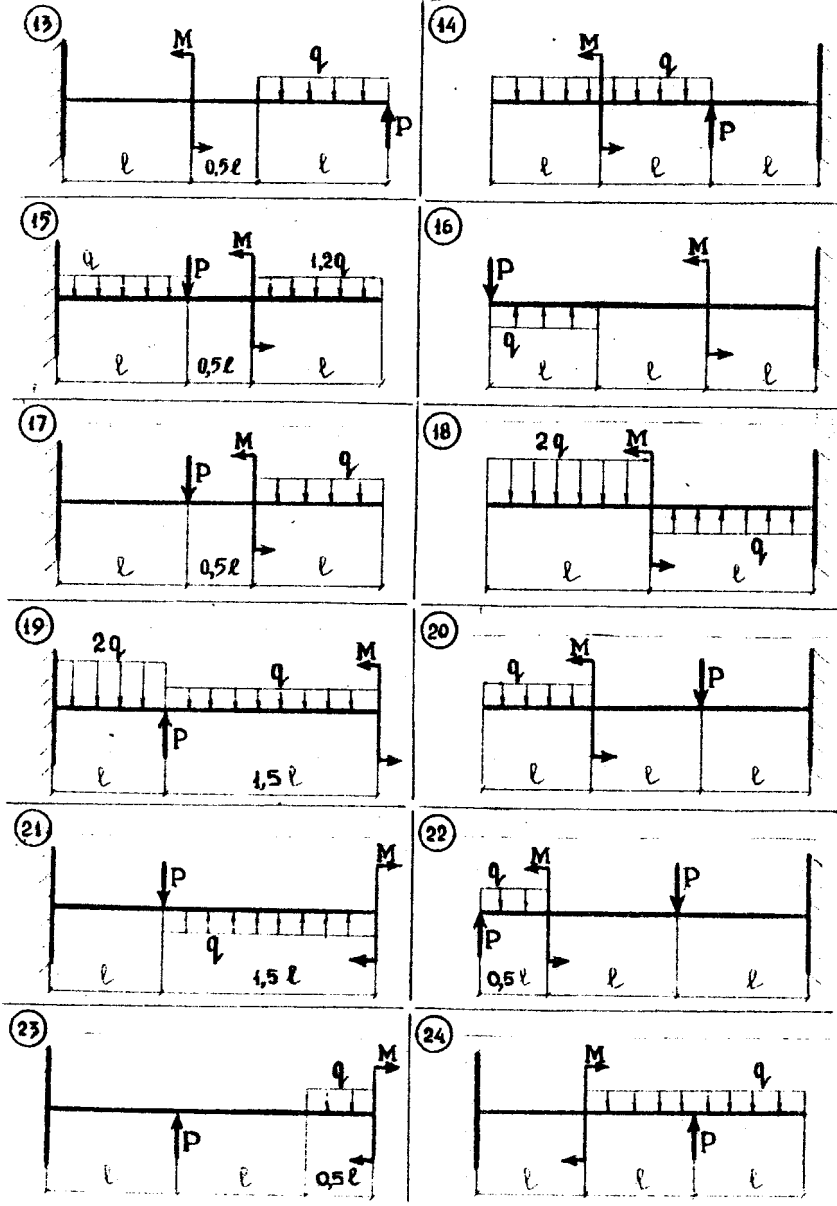 13 14
M q M q
P P
ℓ 0,5ℓ ℓ ℓ ℓ ℓ
15 16
q P M 1,2q P M
q
ℓ 0,5ℓ ℓ ℓ ℓ ℓ
17 18
P M q 2q M
q
ℓ 0,5ℓ ℓ ℓ ℓ
19 20
2q q M q M P
P
ℓ 1,5ℓ ℓ ℓ ℓ
21 22
P M q M P
q P
ℓ 1,5ℓ 0,5ℓ ℓ ℓ
23 24
q M M q
P P
ℓ ℓ 0,5ℓ ℓ ℓ ℓ